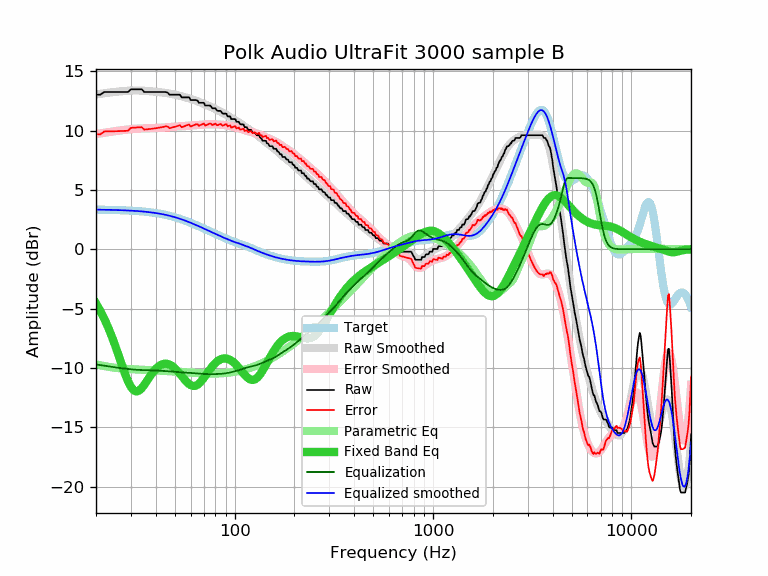 Polk Audio UltraFit 3000 sample B
15
10
5
0
−5
−10
−15
−20
Amplitude (dBr)
Target
Raw Smoothed
Error Smoothed
Raw
Error
Parametric Eq
Fixed Band Eq
Equalization
Equalized smoothed
100
1000
10000
Frequency (Hz)